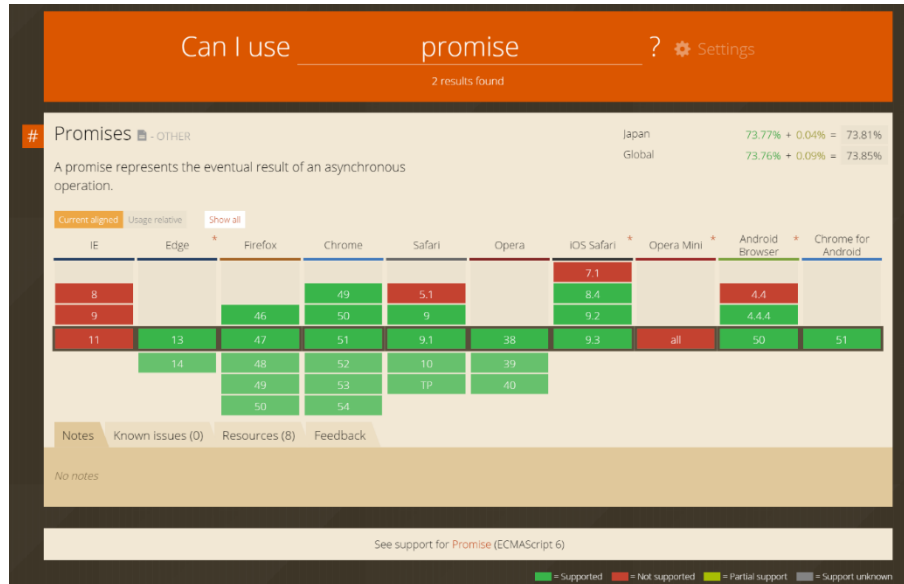 Can I use promise ? Settings
2 results found
# Promises - OTHER
A promise represents the eventual result of an asynchronous
operation.
Japan 73.77% + 0.04% = 73.81%
Global 73.76% + 0.09% = 73.85%
Current aligned Usage relative Show all
IE Edge * Firefox Chrome Safari Opera iOS Safari * Opera Mini * Android Browser * Chrome for Android
7.1
8 49 5.1 8.4 4.4
9 46 50 9 9.2 4.4.4
11 13 47 51 9.1 38 9.3 all 50 51
14 48 52 10 39
49 53 TP 40
50 54
Notes Known issues (0) Resources (8) Feedback
No notes
See support for Promise (ECMAScript 6)
= Supported = Not supported = Partial support = Support unknown